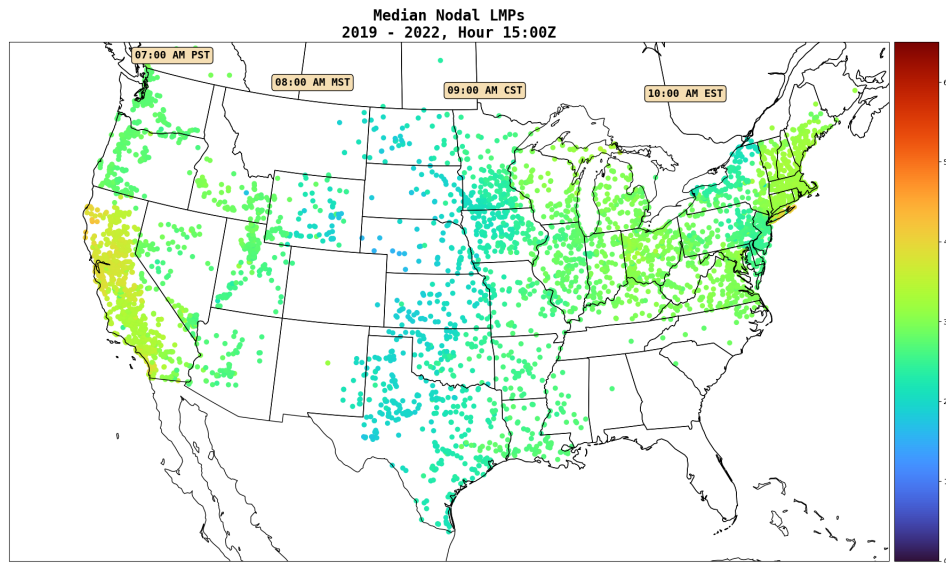 Median Nodal LMPs
2019 - 2022, Hour 15:00Z
07:00 AM PST
08:00 AM MST
09:00 AM CST
10:00 AM EST